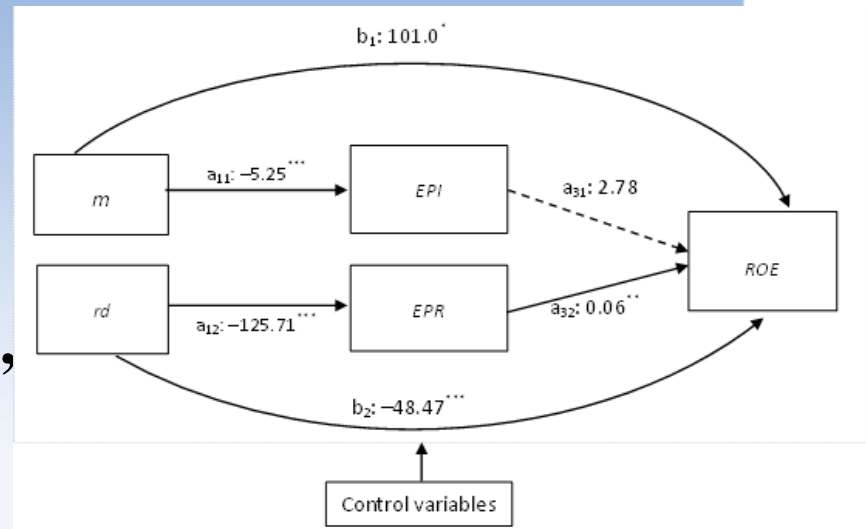 b₁: 101.0*
m
a₁₁: –5.25***
EPI
a₃₁: 2.78
ROE
rd
a₁₂: –125.71***
EPR
a₃₂: 0.06**
,
b₂: –48.47***
Control variables